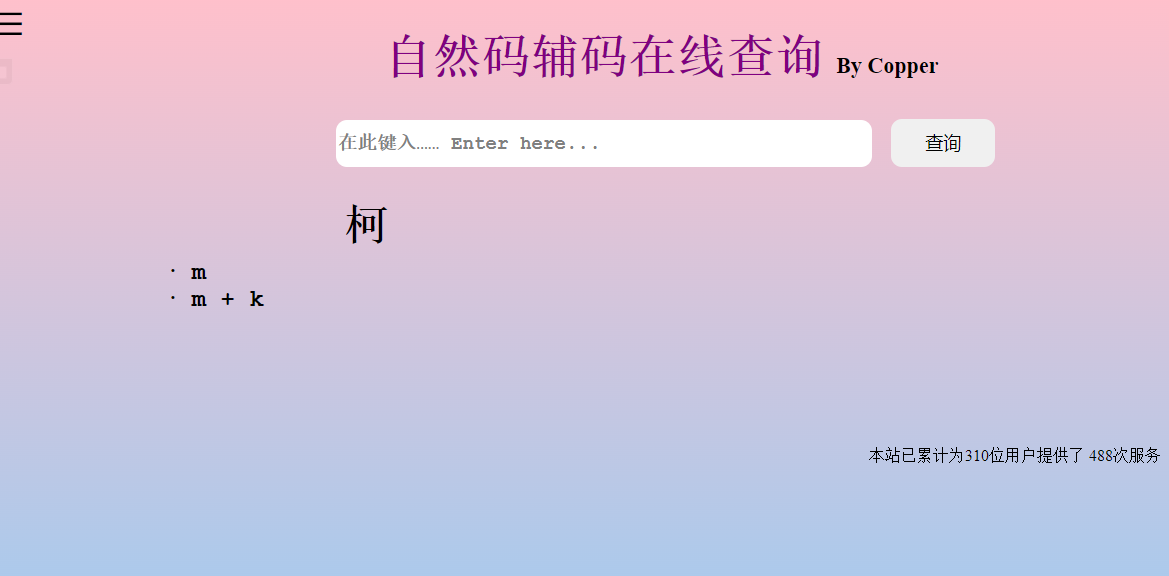 自然码辅码在线查询 By Copper
在此键入...... Enter here...
查询
柯
· m
· m + k
本站已累计为310位用户提供了 488次服务